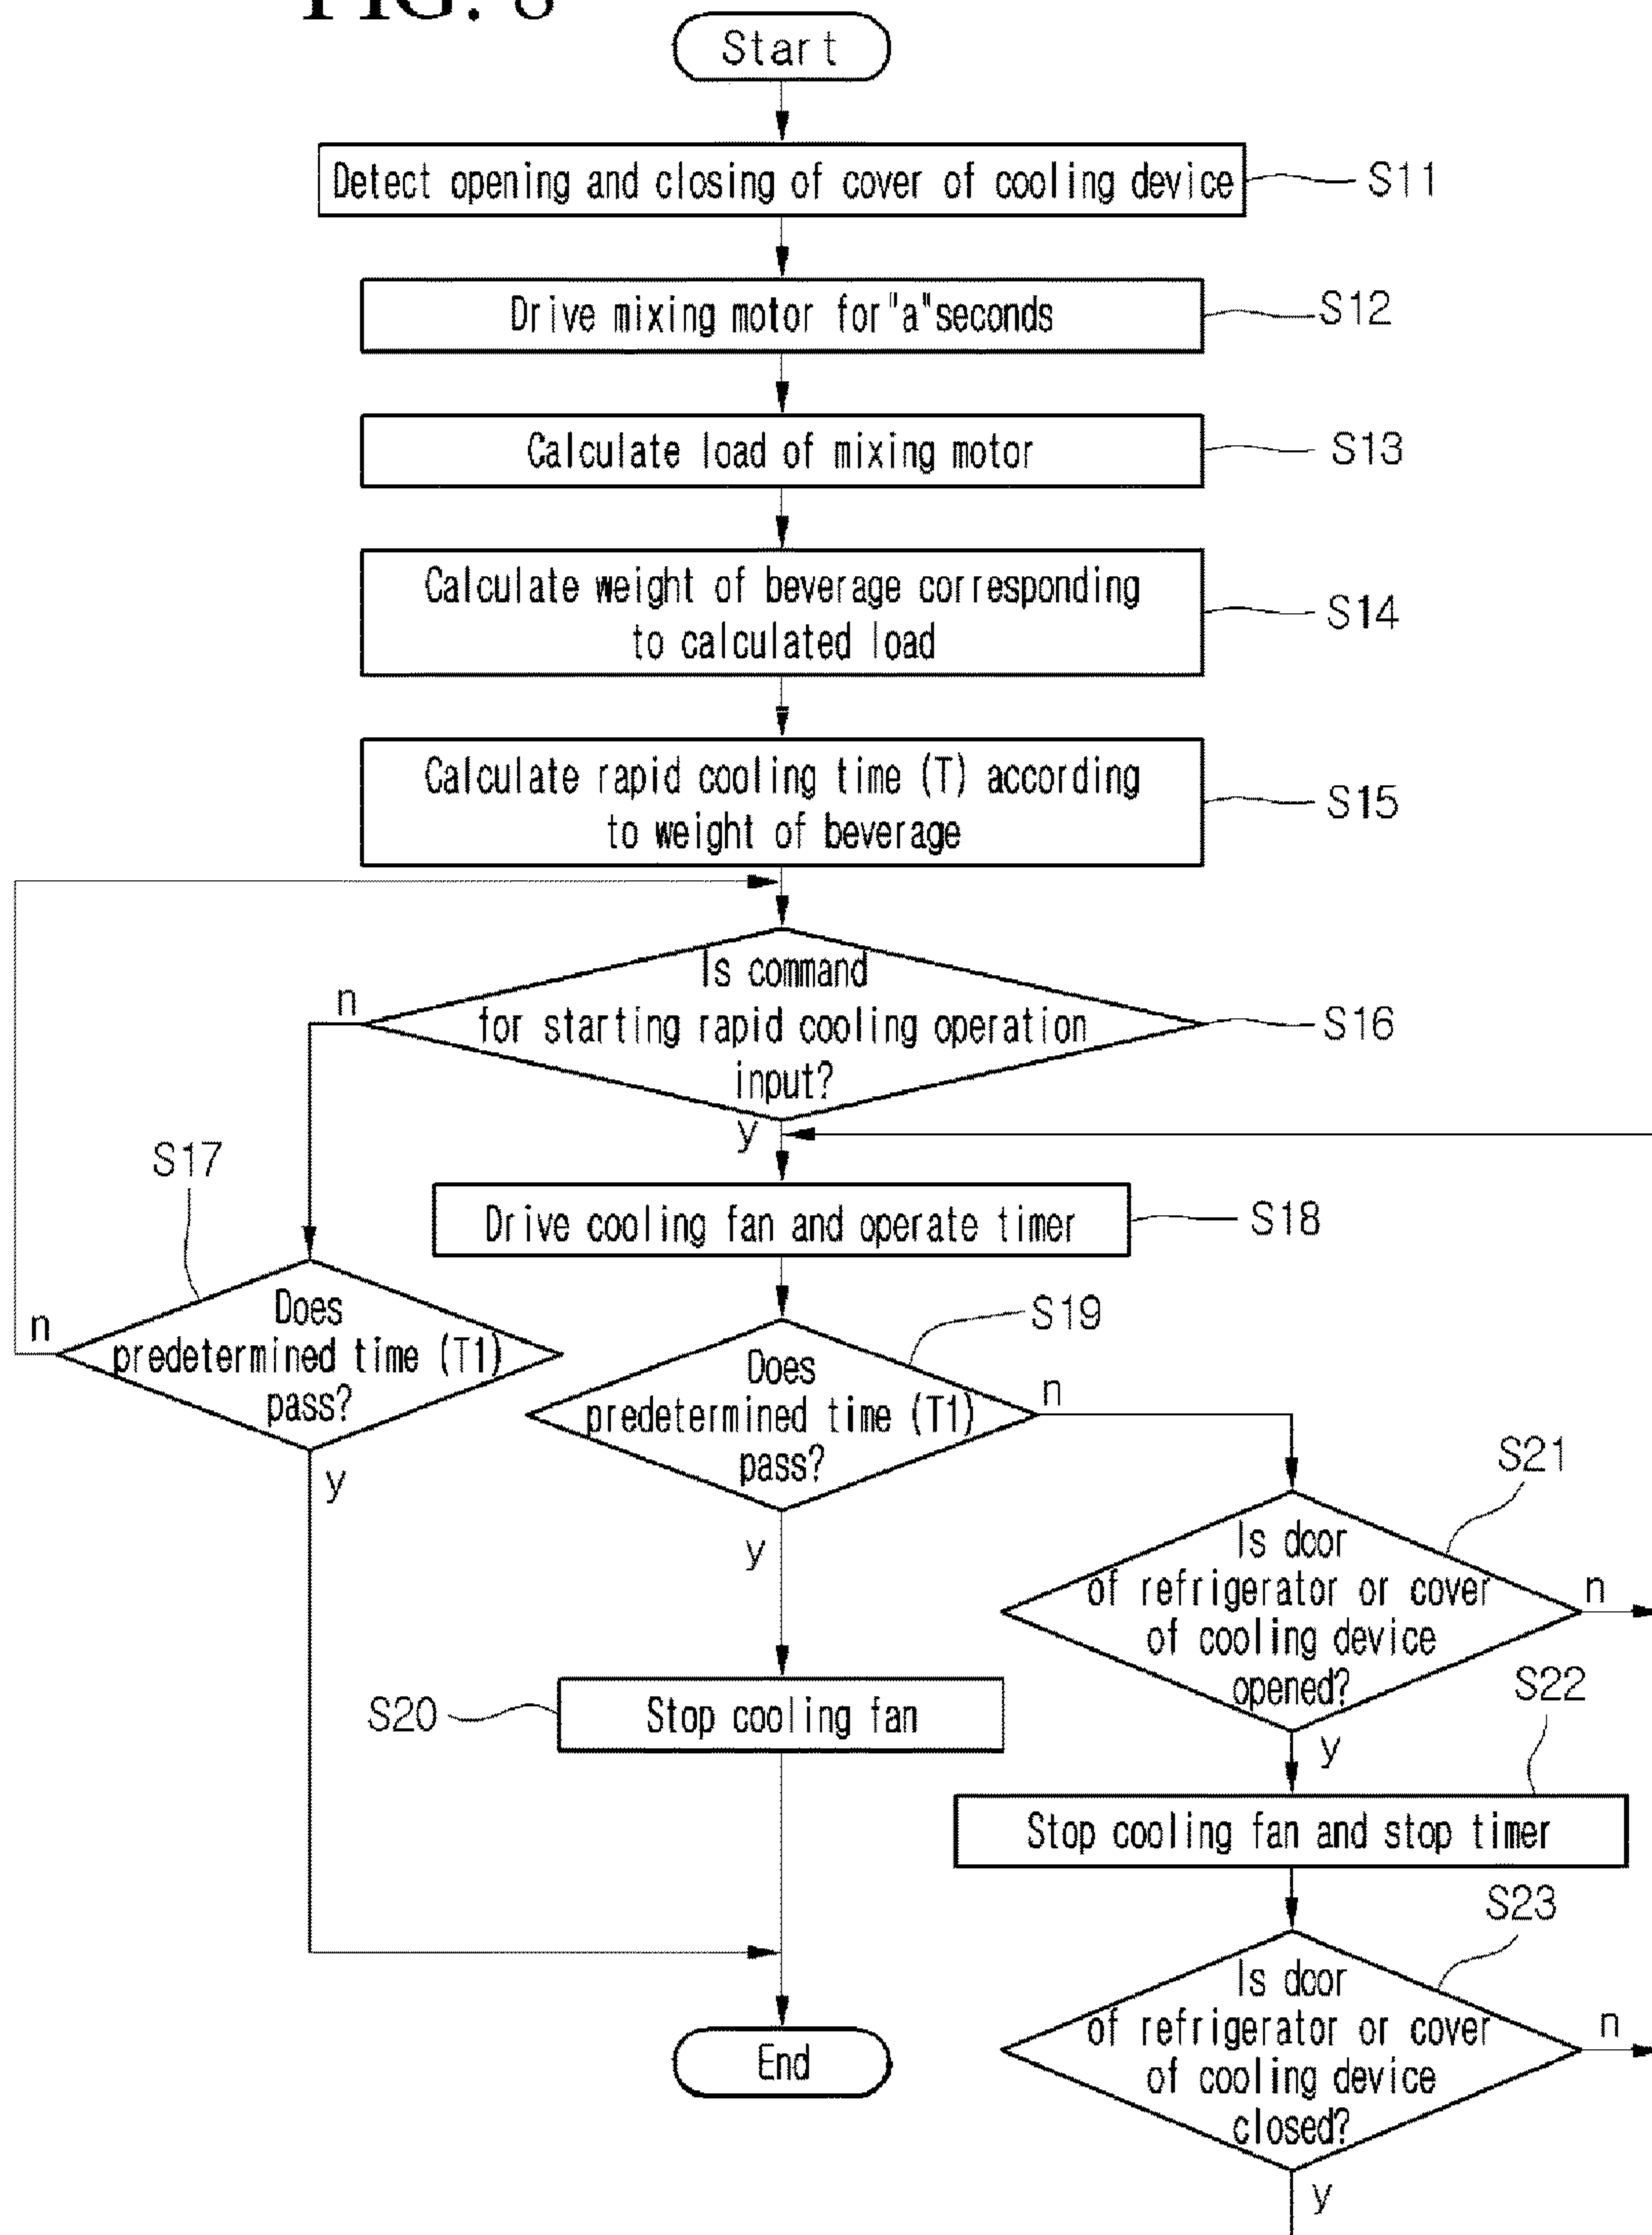 FIG. 8
Start
Detect opening and closing of cover of cooling device
S11
Drive mixing motor for"a"seconds
S12
Calculate load of mixing motor
S13
Calculate weight of beverage corresponding
to calculated load
S14
Calculate rapid cooling time (T) according
to weight of beverage
S15
Is command
for starting rapid cooling operation
input?
S16
n
y
S17
Does
predetermined time (T1)
pass?
n
y
Drive cooling fan and operate timer
S18
S19
Does
predetermined time (T1)
pass?
n
y
S20
Stop cooling fan
S21
Is door
of refrigerator or cover
of cooling device
opened?
n
y
S22
Stop cooling fan and stop timer
S23
Is door
of refrigerator or cover
of cooling device
closed?
n
y
End